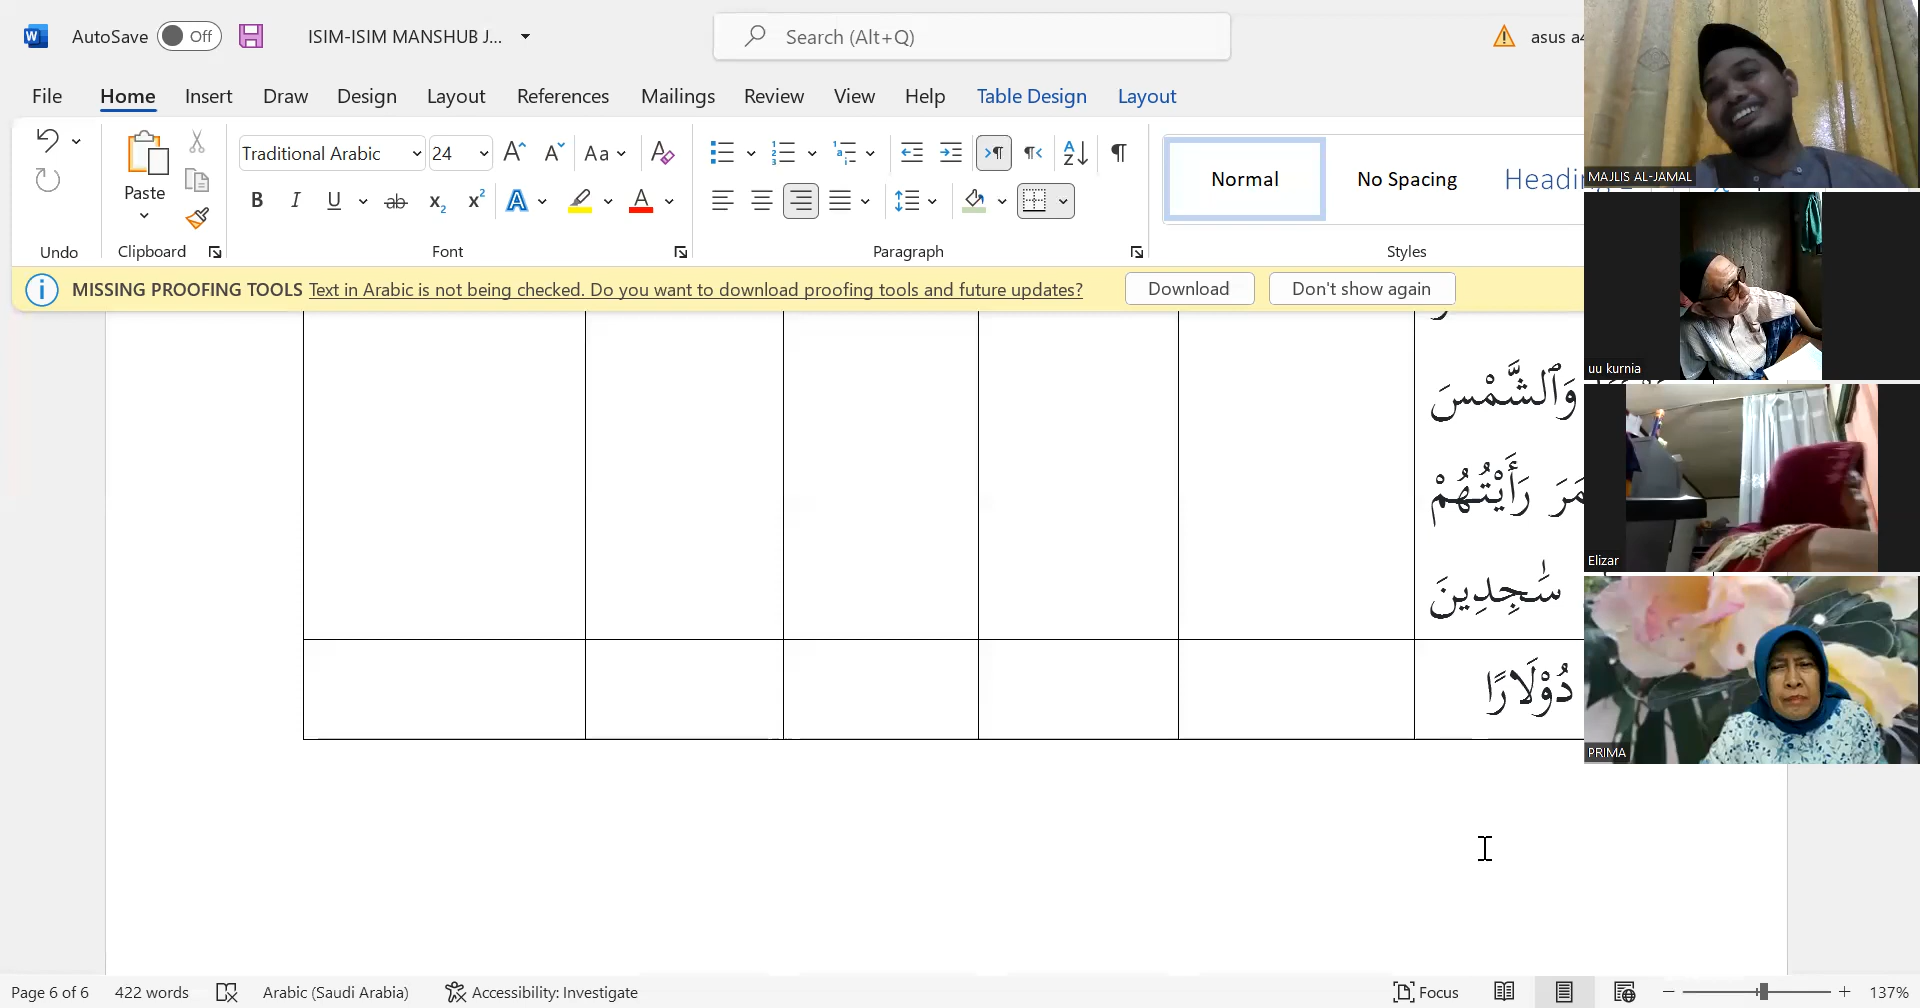 AutoSave Off ISIM-ISIM MANSHUB J... Search (Alt+Q) asus a4
File Home Insert Draw Design Layout References Mailings Review View Help Table Design Layout
Traditional Arabic 24
Paste
Normal No Spacing
Undo Clipboard Font Paragraph Styles
MISSING PROOFING TOOLS Text in Arabic is not being checked. Do you want to download proofing tools and future updates? Download Don't show again
وَٱلشَّمْسَ
رَأَيْتُهُمْ
سَٰجِدِينَ
دُوْلَارًا
MAJLIS AL-JAMAL
uu kurnia
Elizar
PRIMA
Page 6 of 6 422 words Arabic (Saudi Arabia) Accessibility: Investigate Focus 137%